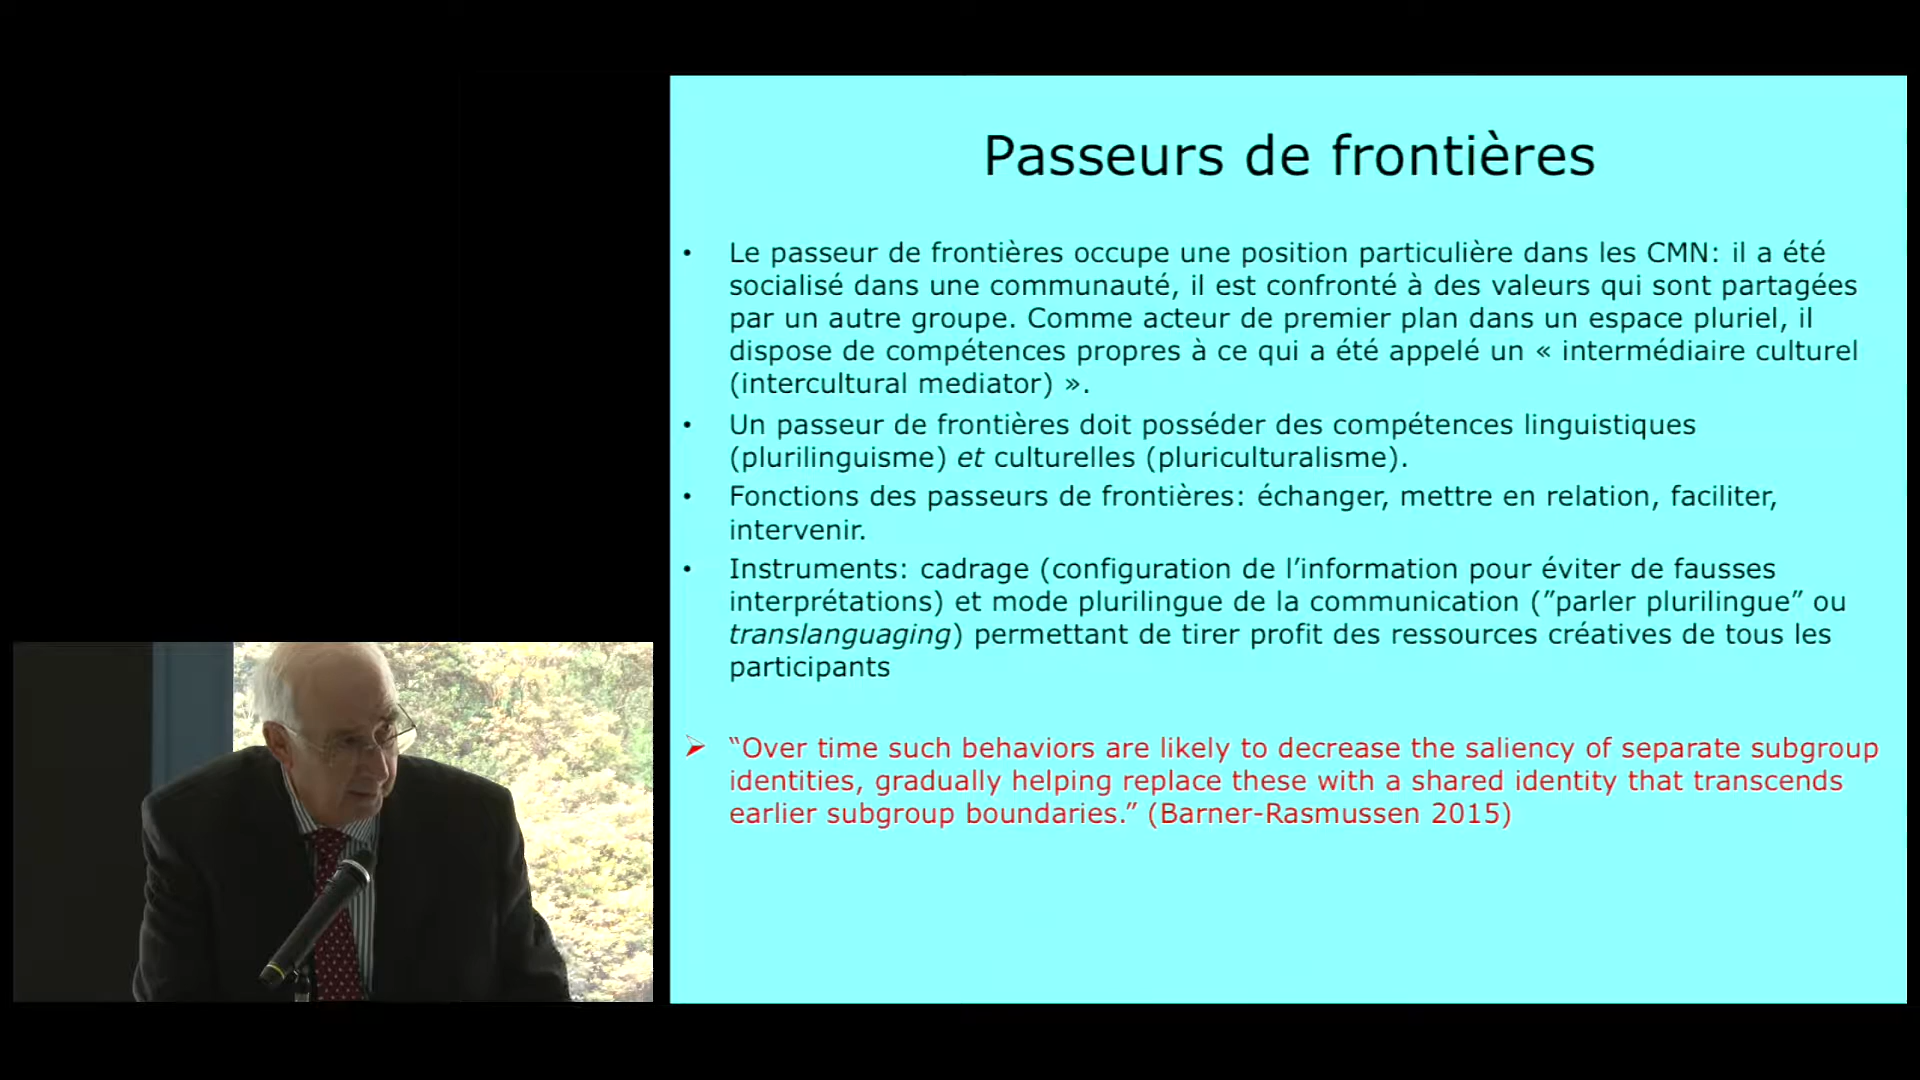 Passeurs de frontières
• Le passeur de frontières occupe une position particulière dans les CMN: il a été
socialisé dans une communauté, il est confronté à des valeurs qui sont partagées
par un autre groupe. Comme acteur de premier plan dans un espace pluriel, il
dispose de compétences propres à ce qui a été appelé un « intermédiaire culturel
(intercultural mediator) ».
• Un passeur de frontières doit posséder des compétences linguistiques
(plurilinguisme) et culturelles (pluriculturalisme).
• Fonctions des passeurs de frontières: échanger, mettre en relation, faciliter,
intervenir.
• Instruments: cadrage (configuration de l’information pour éviter de fausses
interprétations) et mode plurilingue de la communication (”parler plurilingue” ou
translanguaging) permettant de tirer profit des ressources créatives de tous les
participants
➢ “Over time such behaviors are likely to decrease the saliency of separate subgroup
identities, gradually helping replace these with a shared identity that transcends
earlier subgroup boundaries.” (Barner-Rasmussen 2015)